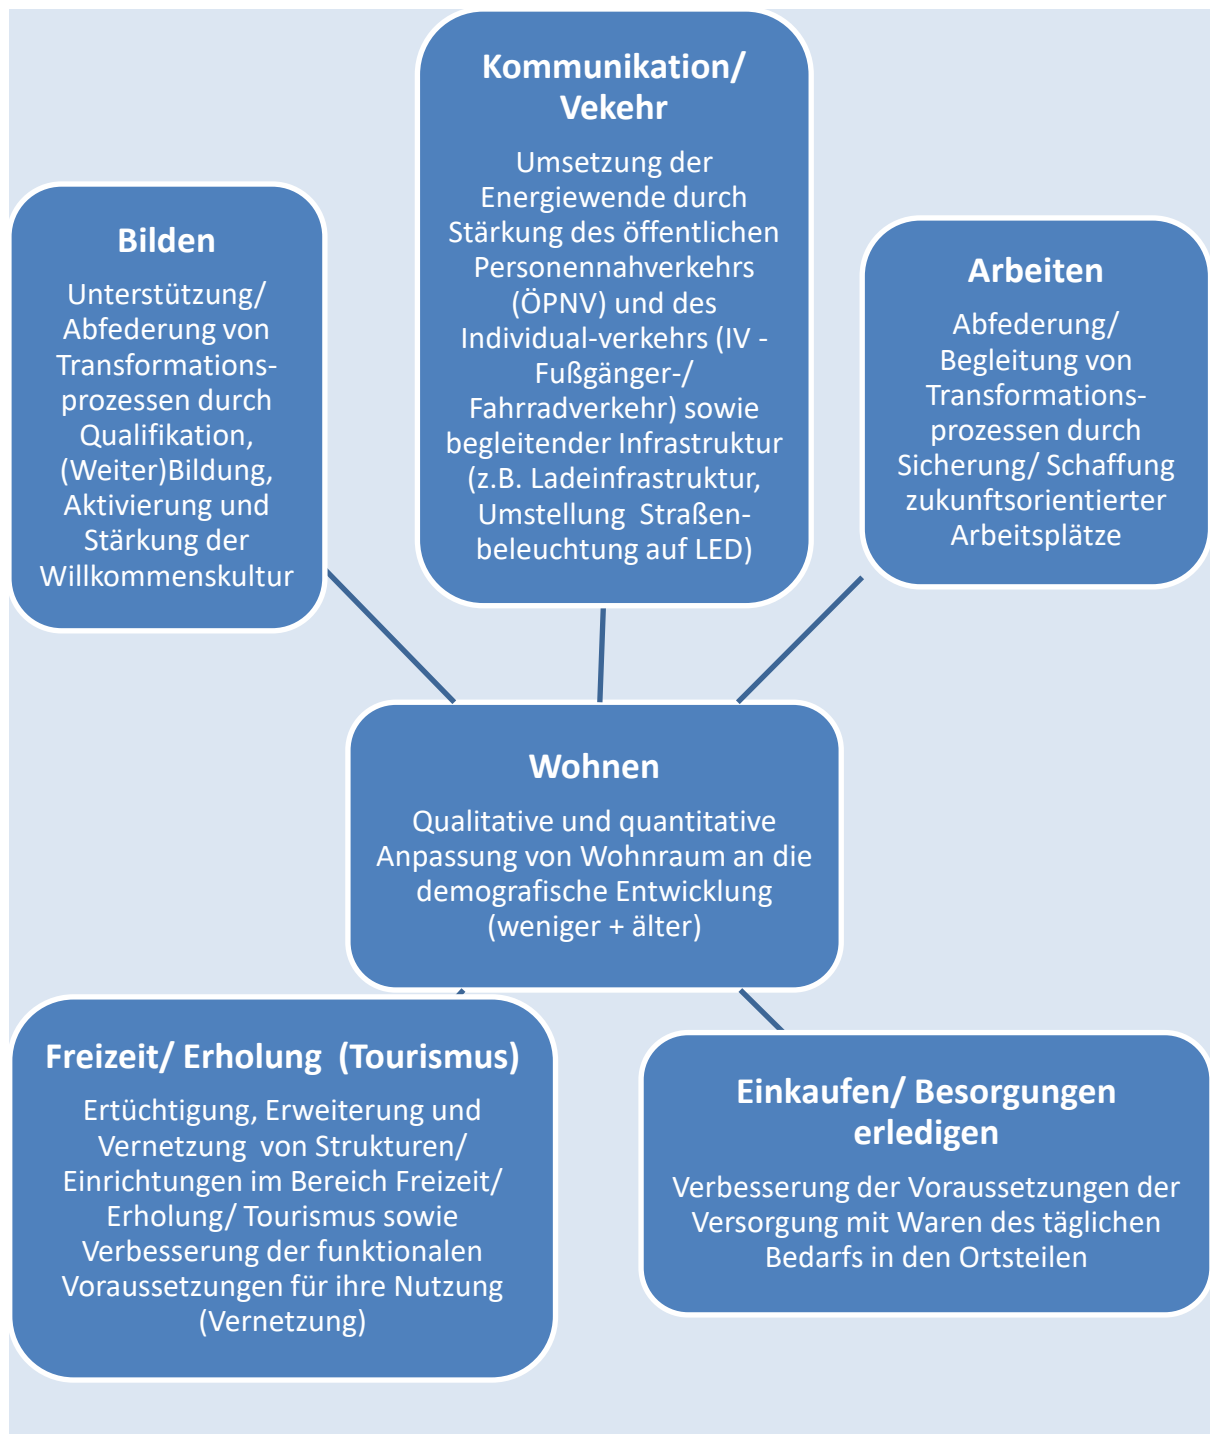 Kommunikation/
Vekehr
Umsetzung der
Energiewende durch
Stärkung des öffentlichen
Personennahverkehrs
(ÖPNV) und des
Individual-verkehrs (IV -
Fußgänger-/
Fahrradverkehr) sowie
begleitender Infrastruktur
(z.B. Ladeinfrastruktur,
Umstellung  Straßen-
beleuchtung auf LED)
Bilden
Unterstützung/
Abfederung von
Transformations-
prozessen durch
Qualifikation,
(Weiter)Bildung,
Aktivierung und
Stärkung der
Willkommenskultur
Arbeiten
Abfederung/
Begleitung von
Transformations-
prozessen durch
Sicherung/ Schaffung
zukunftsorientierter
Arbeitsplätze
Wohnen
Qualitative und quantitative
Anpassung von Wohnraum an die
demografische Entwicklung
(weniger + älter)
Freizeit/ Erholung  (Tourismus)
Ertüchtigung, Erweiterung und
Vernetzung  von Strukturen/
Einrichtungen im Bereich Freizeit/
Erholung/ Tourismus sowie
Verbesserung der funktionalen
Voraussetzungen für ihre Nutzung
(Vernetzung)
Einkaufen/ Besorgungen
erledigen
Verbesserung der Voraussetzungen der
Versorgung mit Waren des täglichen
Bedarfs in den Ortsteilen